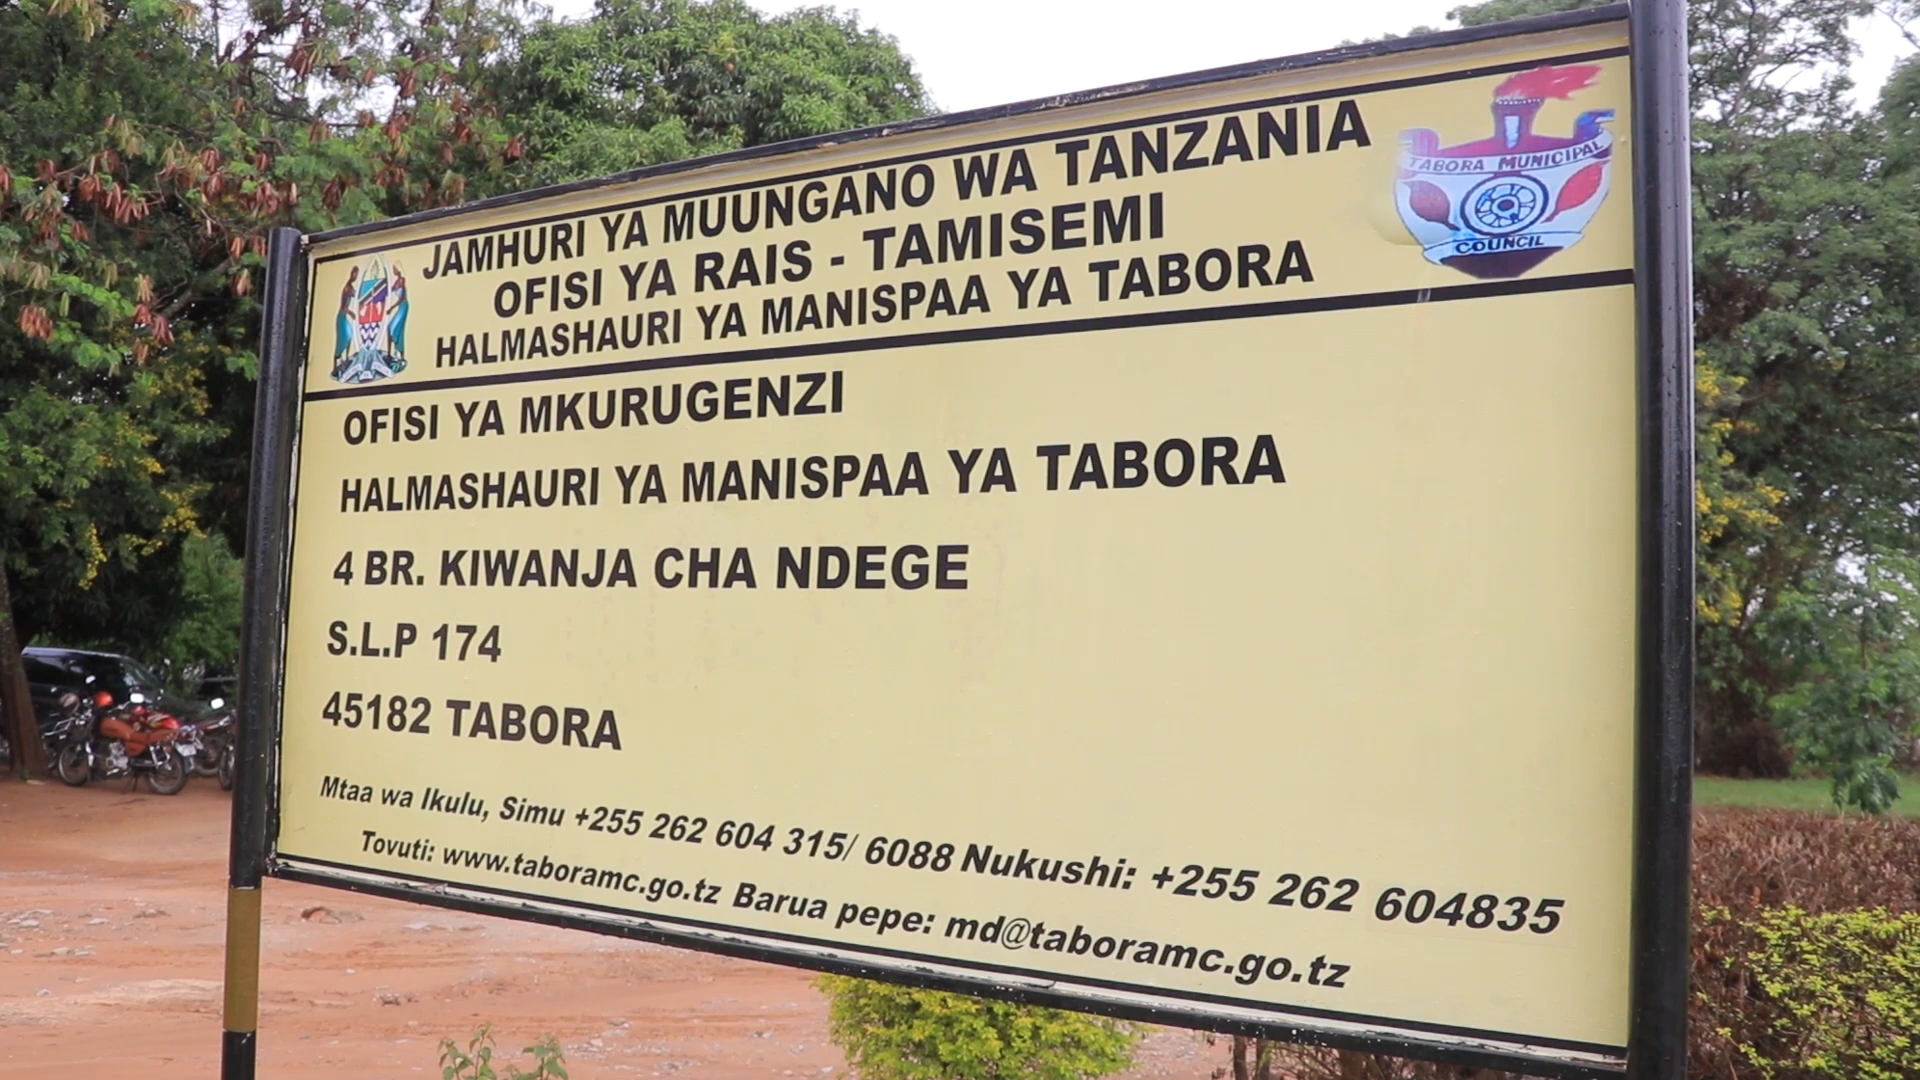 JAMHURI YA MUUNGANO WA TANZANIA
OFISI YA RAIS - TAMISEMI
HALMASHAURI YA MANISPAA YA TABORA
TABORA MUNICIPAL
COUNCIL
OFISI YA MKURUGENZI
HALMASHAURI YA MANISPAA YA TABORA
4 BR. KIWANJA CHA NDEGE
S.L.P 174
45182 TABORA
Mtaa wa Ikulu, Simu +255 262 604 315/ 6088 Nukushi: +255 262 604835
Tovuti: www.taboramc.go.tz Barua pepe: md@taboramc.go.tz